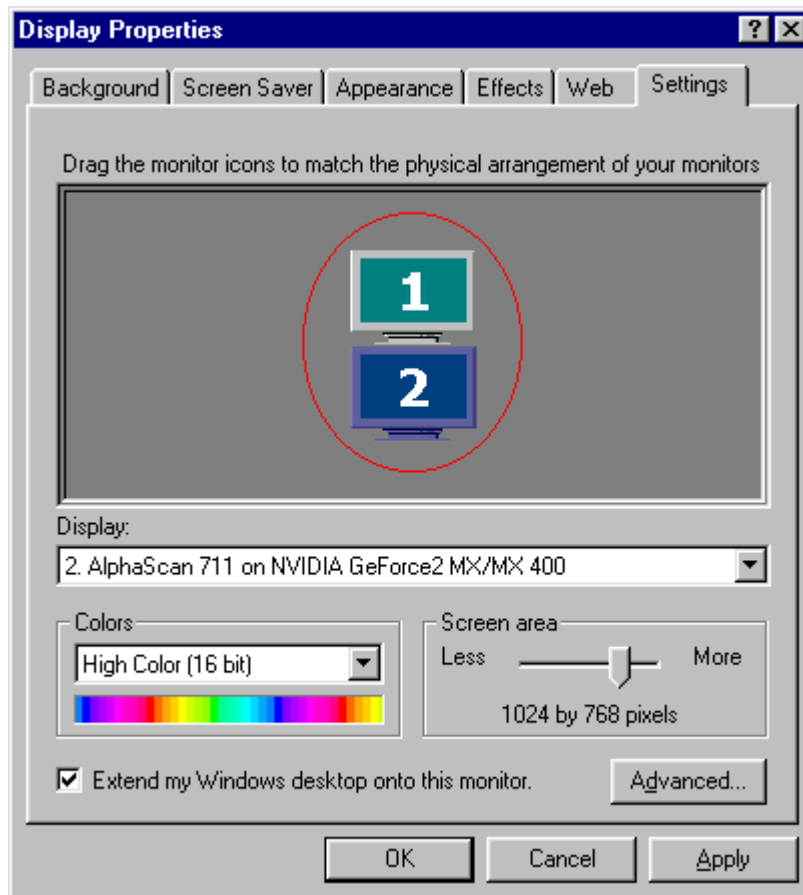 Display Properties
Background Screen Saver Appearance Effects Web Settings
Drag the monitor icons to match the physical arrangement of your monitors
1
2
Display:
2. AlphaScan 711 on NVIDIA GeForce2 MX/MX 400
Colors
High Color (16 bit)
Screen area
Less More
1024 by 768 pixels
Extend my Windows desktop onto this monitor.
Advanced...
OK Cancel Apply